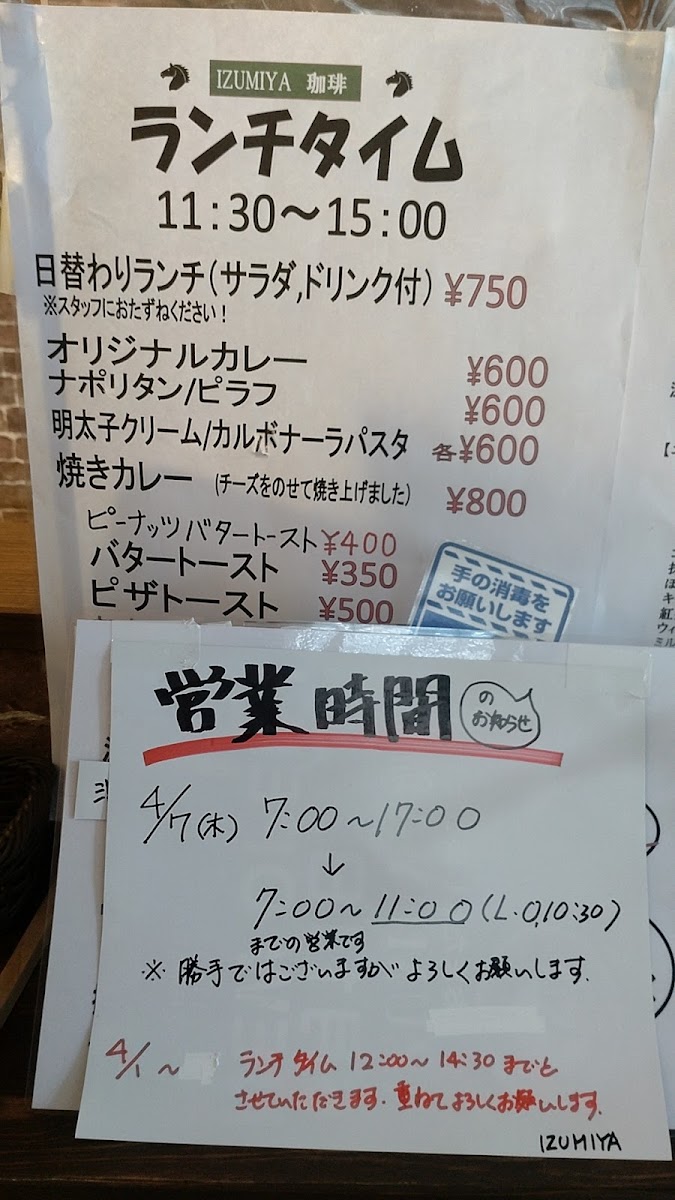 IZUMIYA 珈琲
ランチタイム
11:30～15:00
日替わりランチ(サラダ,ドリンク付) ¥750
※スタッフにおたずねください!
オリジナルカレー ¥600
ナポリタン/ピラフ ¥600
明太子クリーム/カルボナーラパスタ 各¥600
焼きカレー (チーズをのせて焼き上げました) ¥800
ピーナッツバタートースト ¥400
バタートースト ¥350
ピザトースト ¥500
手の消毒を
お願いします
営業時間 のお知らせ
4/7(木) 7:00～17:00
↓
7:00～11:00(L.O,10:30)
までの営業です
※ 勝手ではございますがよろしくお願いします.
4/1～ ランチタイム 12:00～14:30までと
させていただきます.重ねてよろしくお願いします.
IZUMIYA